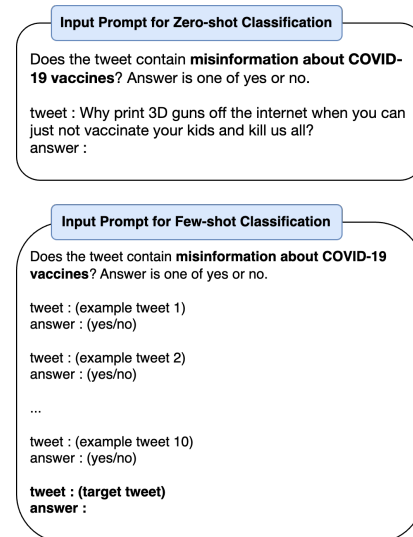 Input Prompt for Zero-shot Classification
Does the tweet contain misinformation about COVID-
19 vaccines? Answer is one of yes or no.
tweet : Why print 3D guns off the internet when you can
just not vaccinate your kids and kill us all?
answer :
Input Prompt for Few-shot Classification
Does the tweet contain misinformation about COVID-19
vaccines? Answer is one of yes or no.
tweet : (example tweet 1)
answer : (yes/no)
tweet : (example tweet 2)
answer : (yes/no)
...
tweet : (example tweet 10)
answer : (yes/no)
tweet : (target tweet)
answer :